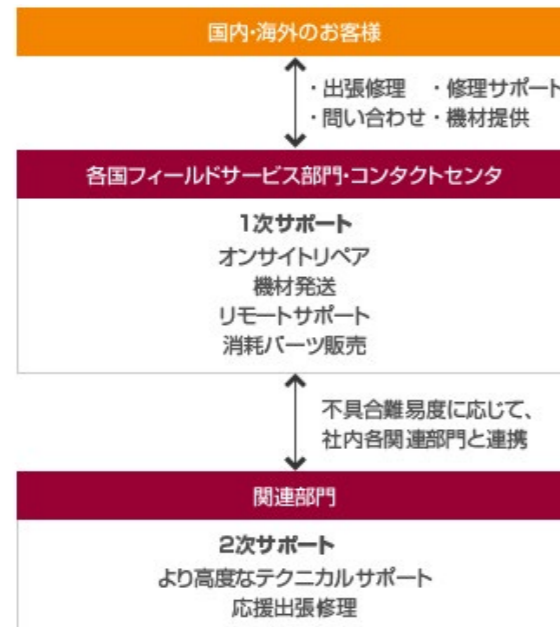 国内・海外のお客様
・出張修理 ・修理サポート
・問い合わせ・機材提供
各国フィールドサービス部門・コンタクトセンタ
1次サポート
オンサイトリペア
機材発送
リモートサポート
消耗パーツ販売
不具合難易度に応じて、
社内各関連部門と連携
関連部門
2次サポート
より高度なテクニカルサポート
応援出張修理